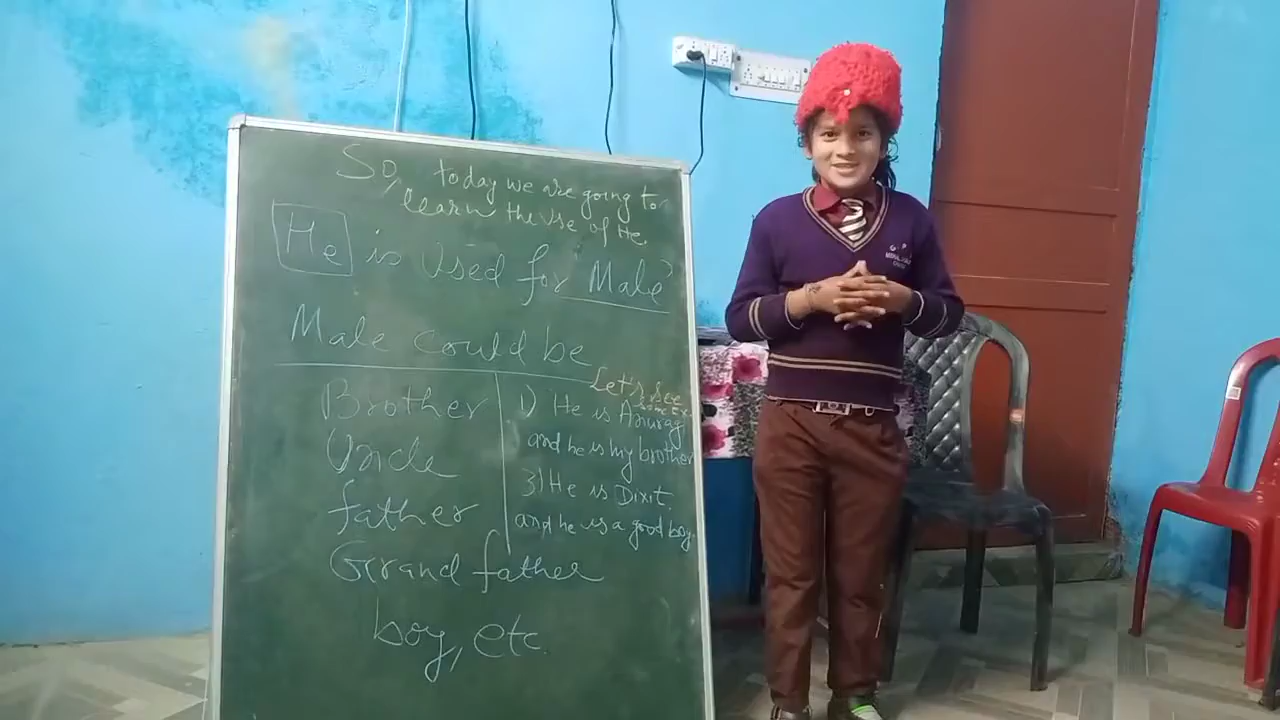 So, today we are going to
learn the use of He.
He is Used for Male?
Male could be
Brother
Uncle
father
Grand father
boy, etc.
Let's see
1) He is Anurag
and he is my brother
3) He is Dixit.
and he is a good boy.